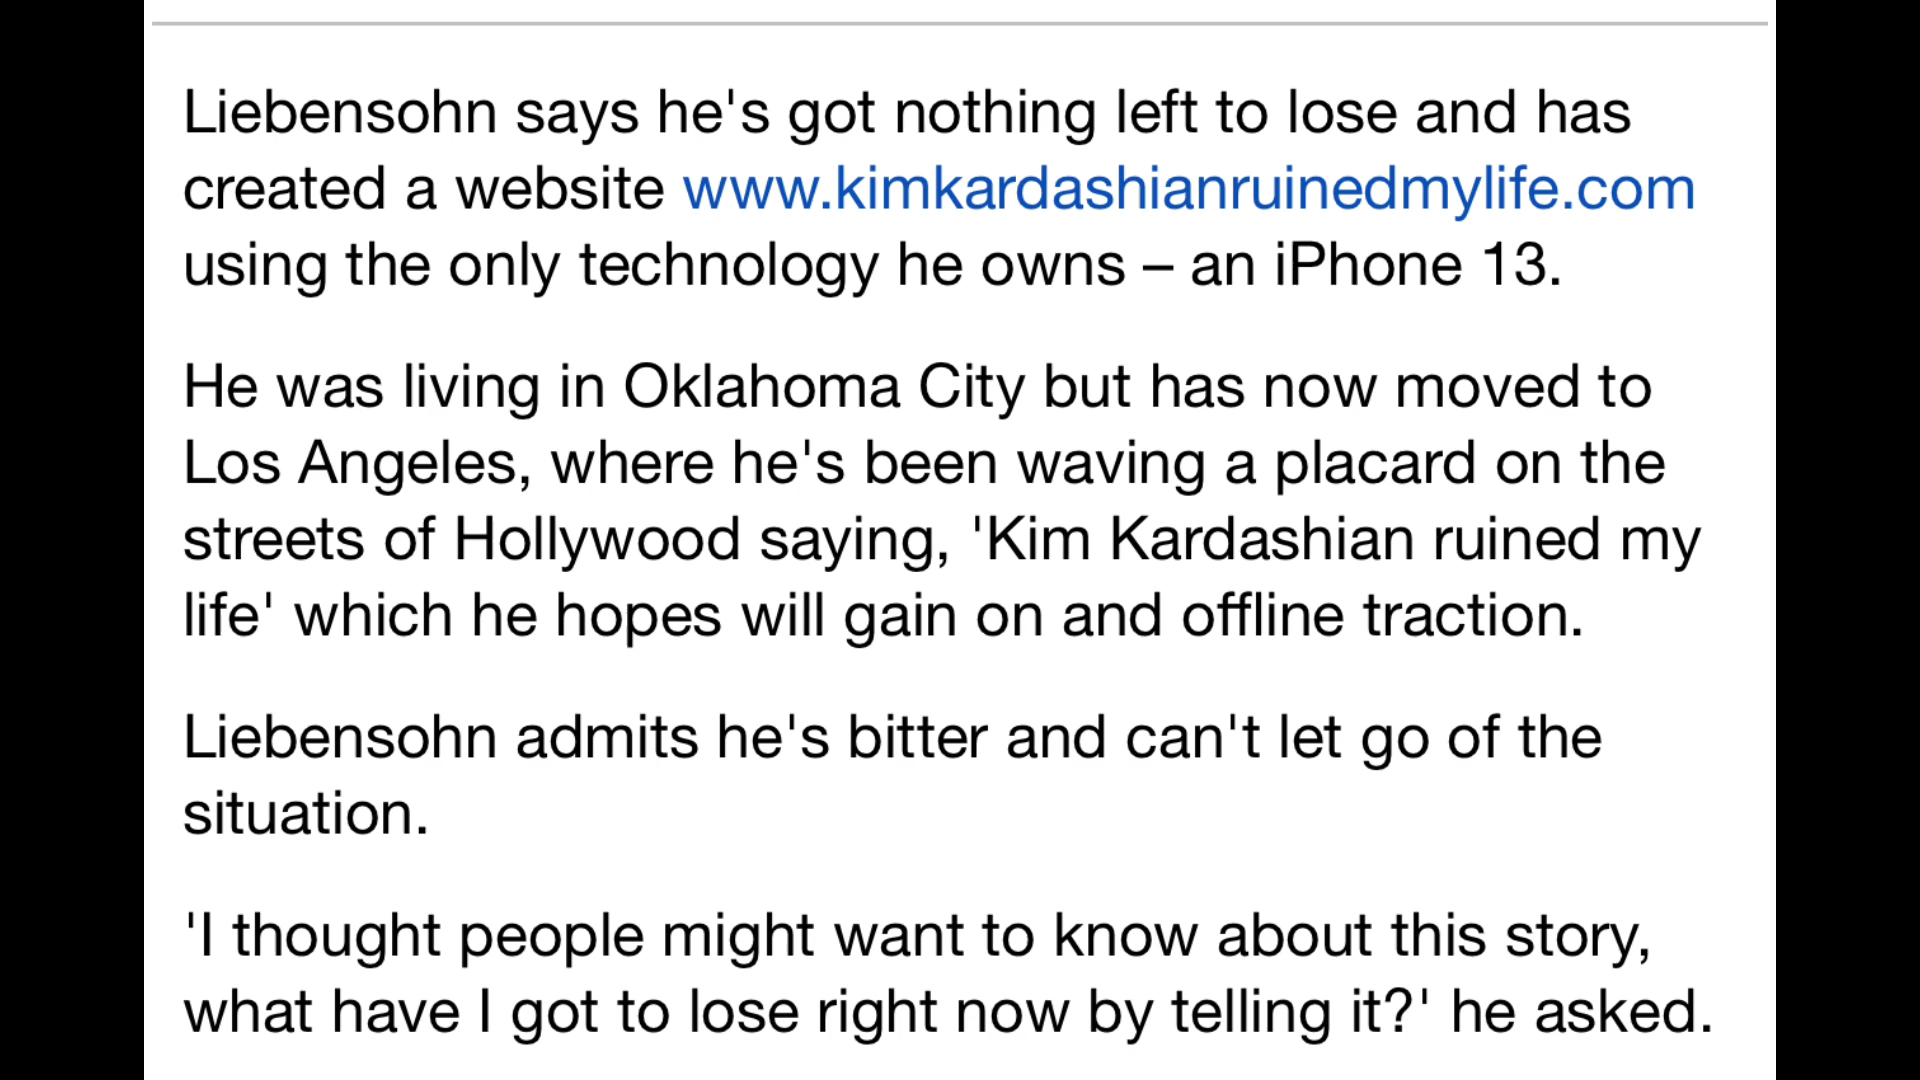 Liebensohn says he's got nothing left to lose and has
created a website www.kimkardashianruinedmylife.com
using the only technology he owns – an iPhone 13.
He was living in Oklahoma City but has now moved to
Los Angeles, where he's been waving a placard on the
streets of Hollywood saying, 'Kim Kardashian ruined my
life' which he hopes will gain on and offline traction.
Liebensohn admits he's bitter and can't let go of the
situation.
'I thought people might want to know about this story,
what have I got to lose right now by telling it?' he asked.